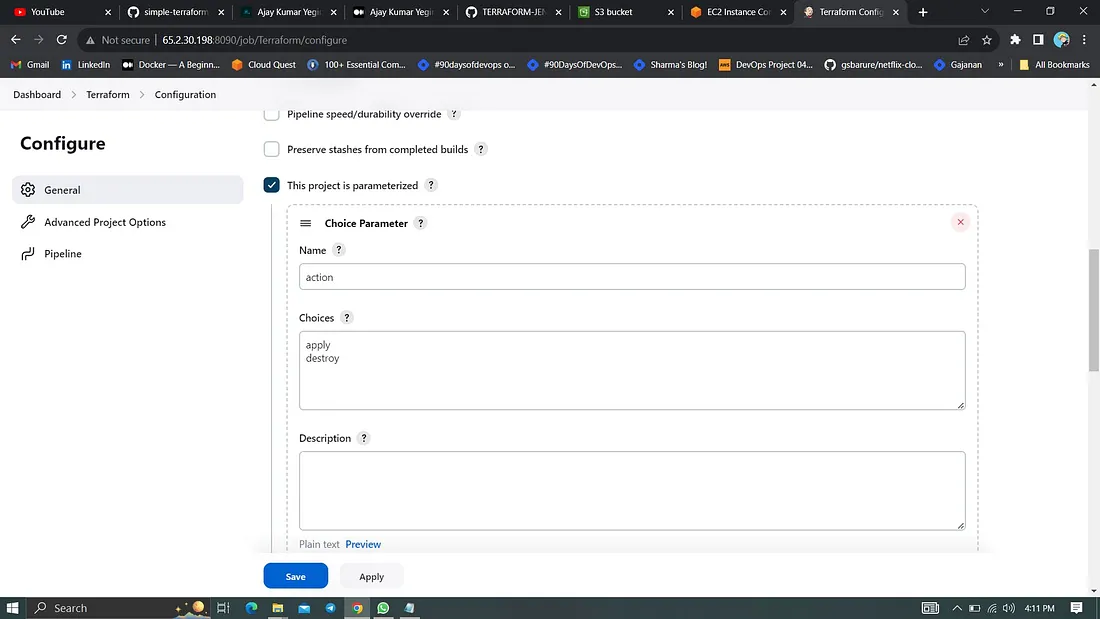 YouTube
simple-terraform
Ajay Kumar Yegi
Ajay Kumar Yegi
TERRAFORM-JEN
S3 bucket
EC2 Instance Con
Terraform Config
Not secure 65.2.30.198:8090/job/Terraform/configure
Gmail
LinkedIn
Docker — A Beginn...
Cloud Quest
100+ Essential Com...
#90daysofdevops o...
#90DaysOfDevOps...
Sharma's Blog!
DevOps Project 04...
gsbarure/netflix-clo...
Gajanan
»
All Bookmarks
Dashboard > Terraform > Configuration
Configure
General
Advanced Project Options
Pipeline
Pipeline speed/durability override ?
Preserve stashes from completed builds ?
This project is parameterized ?
Choice Parameter ?
Name ?
action
Choices ?
apply
destroy
Description ?
Plain text Preview
Save
Apply
Search
4:11 PM